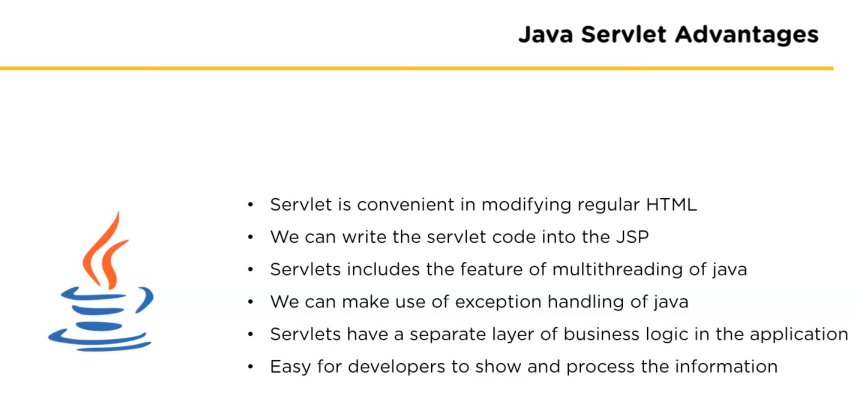 Java Servlet Advantages
• Servlet is convenient in modifying regular HTML
• We can write the servlet code into the JSP
• Servlets includes the feature of multithreading of java
• We can make use of exception handling of java
• Servlets have a separate layer of business logic in the application
• Easy for developers to show and process the information